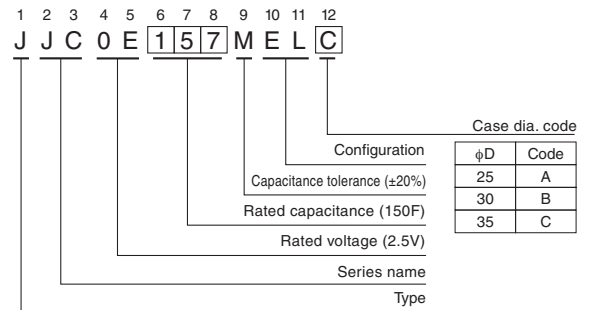 1 2 3 4 5 6 7 8 9 10 11 12
J J C 0 E 1 5 7 M E L C
Case dia. code
Configuration
Capacitance tolerance (±20%)
Rated capacitance (150F)
Rated voltage (2.5V)
Series name
Type
φD Code
25 A
30 B
35 C